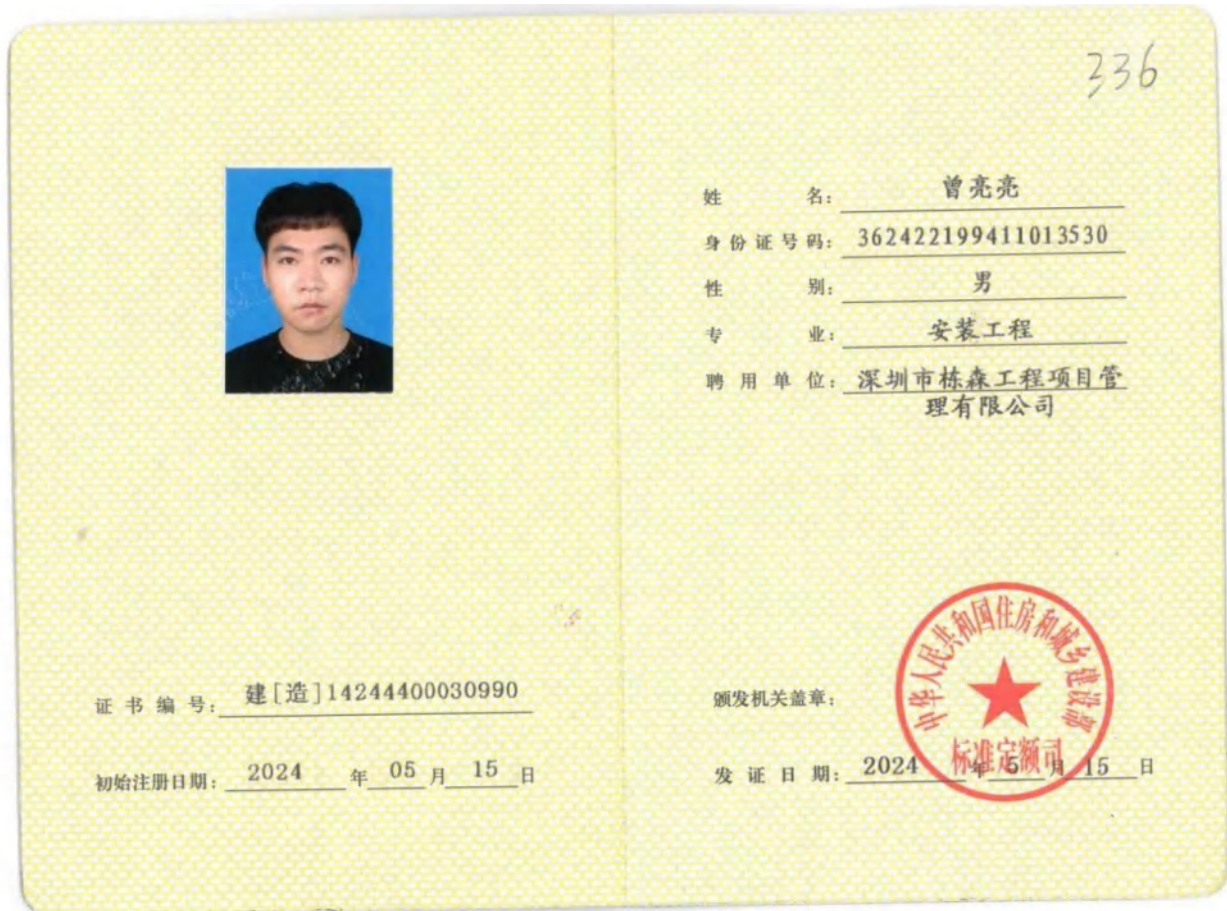 336
姓 名：曾亮亮
身份证号码：362422199411013530
性 别：男
专 业：安装工程
聘用单位：深圳市栋森工程项目管
理有限公司
证书编号：建[造]14244400030990
初始注册日期：2024 年 05 月 15 日
颁发机关盖章：
中华人民共和国住房和城乡建设部
标准定额司
发证日期：2024 年 5 月 15 日